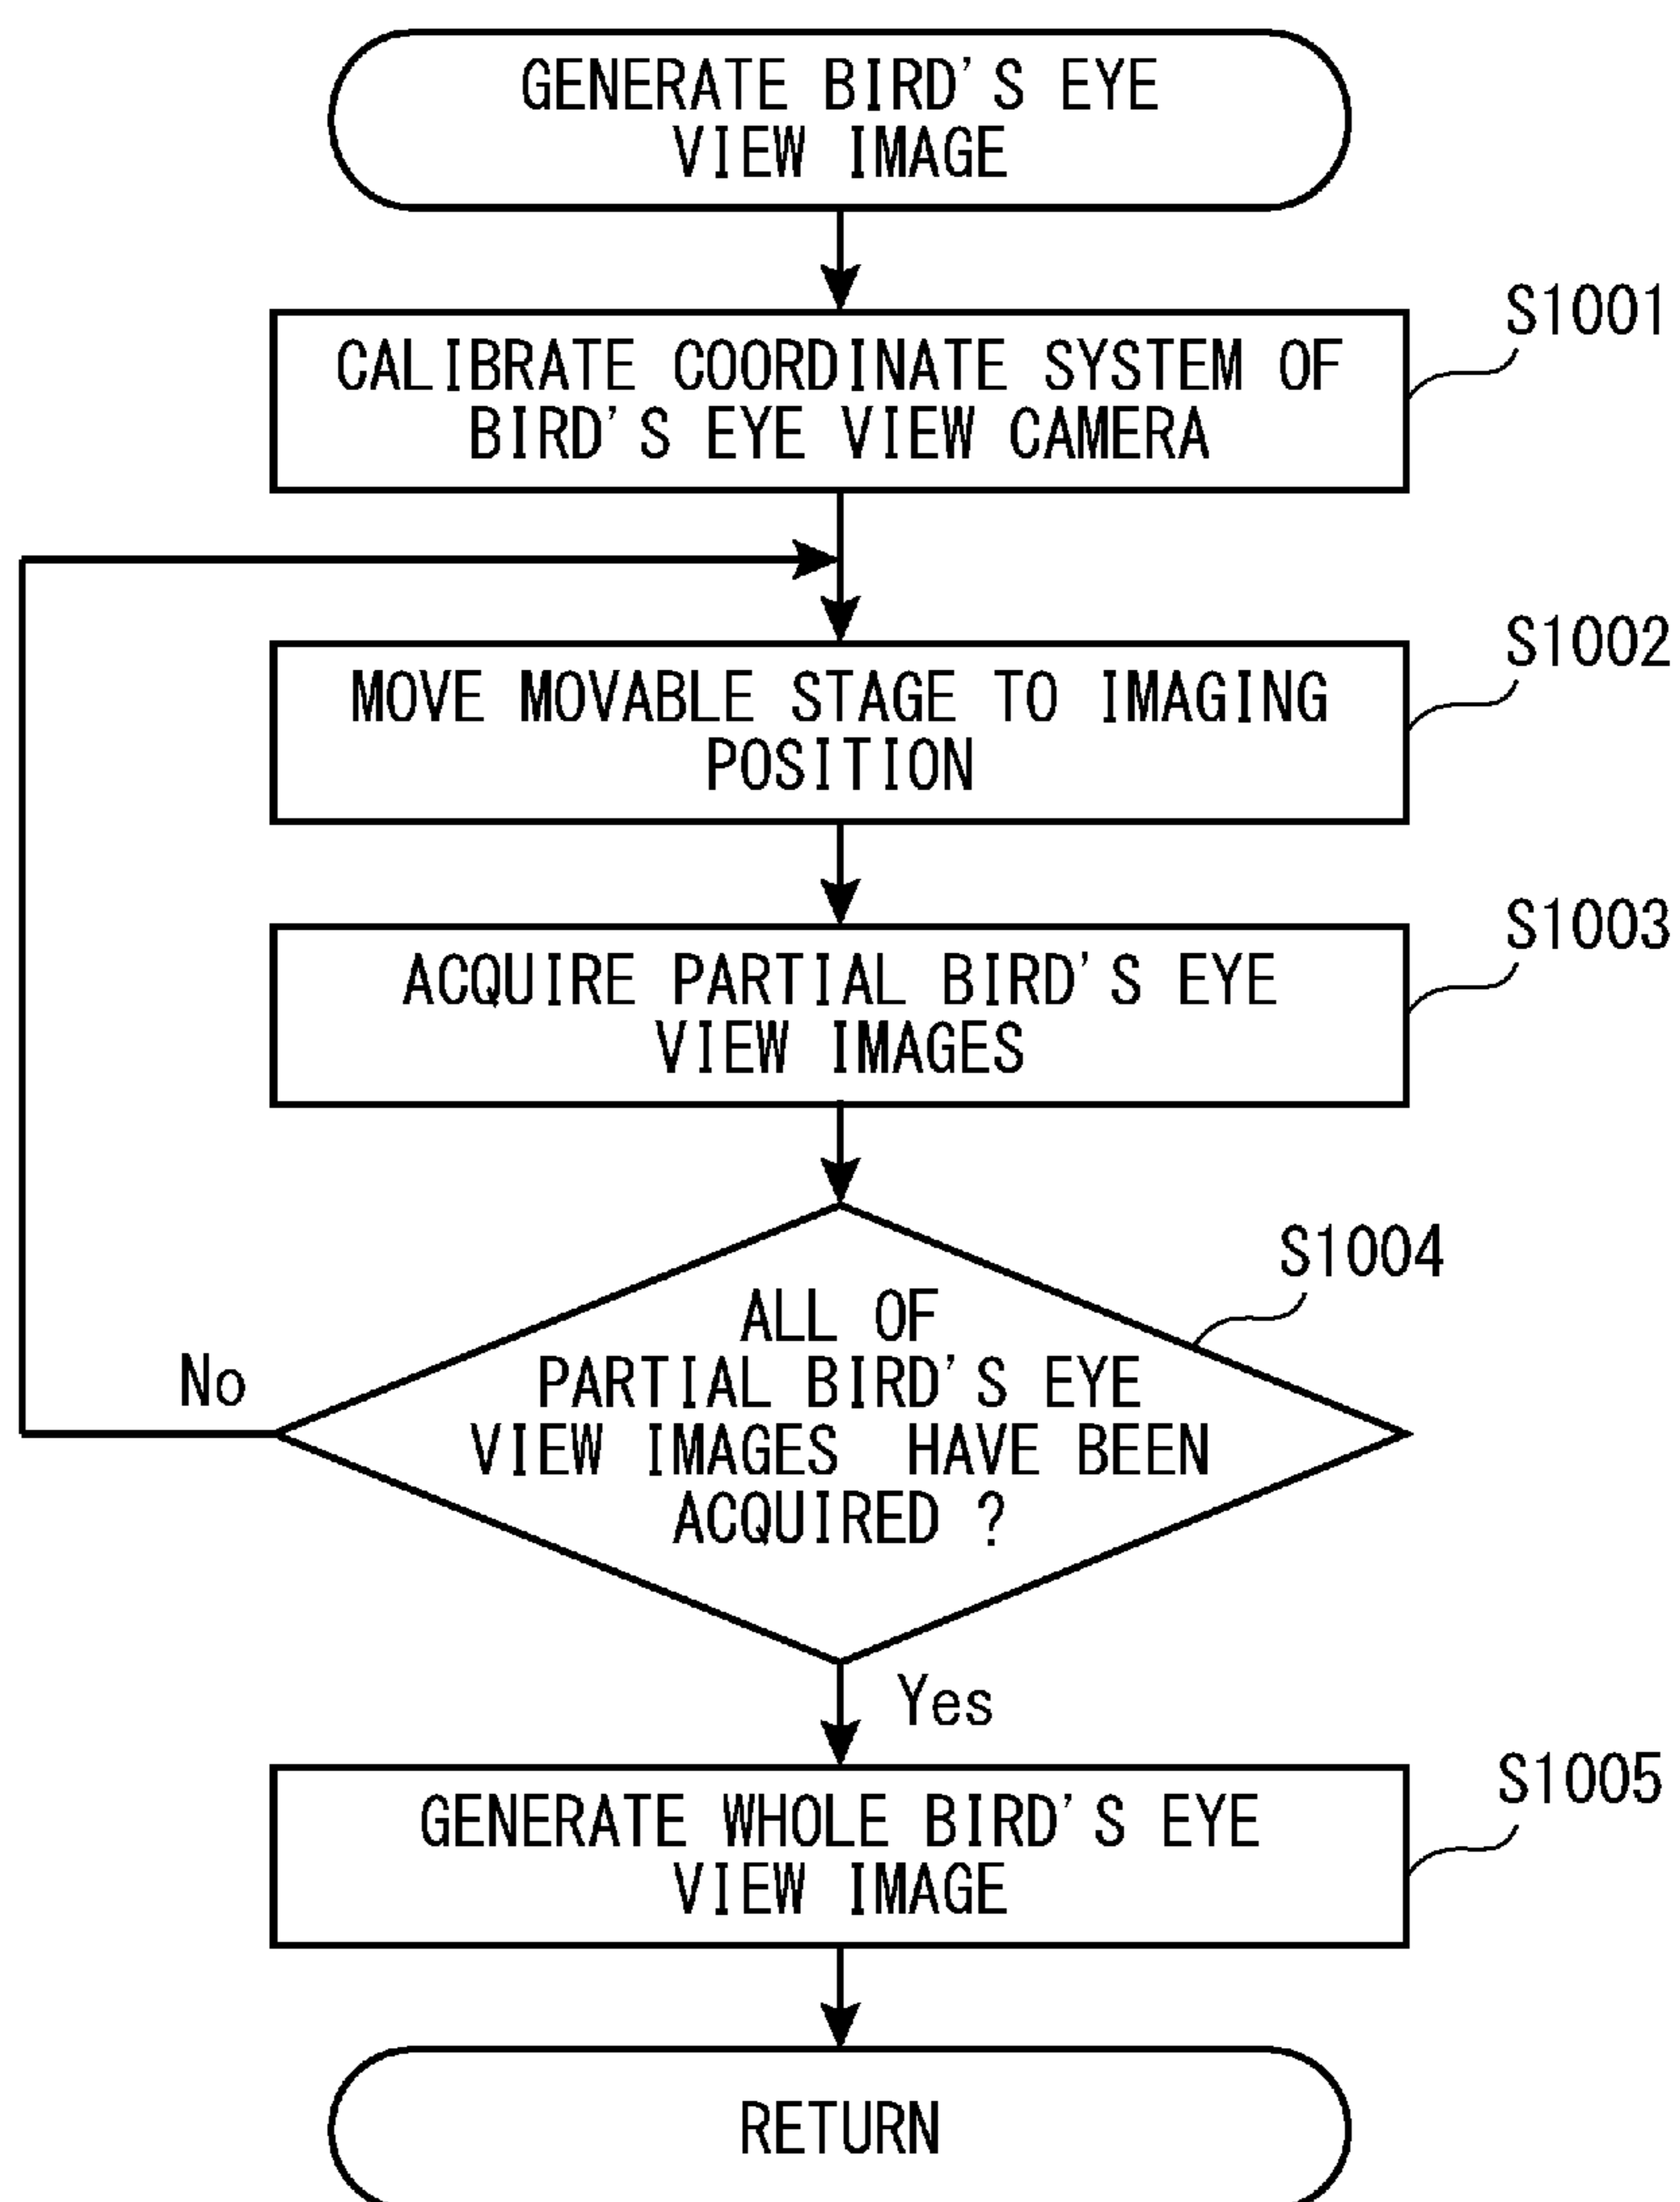 GENERATE BIRD'S EYE
VIEW IMAGE
S1001
CALIBRATE COORDINATE SYSTEM OF
BIRD'S EYE VIEW CAMERA
S1002
MOVE MOVABLE STAGE TO IMAGING
POSITION
S1003
ACQUIRE PARTIAL BIRD'S EYE
VIEW IMAGES
S1004
ALL OF
PARTIAL BIRD'S EYE
VIEW IMAGES HAVE BEEN
ACQUIRED ?
No
Yes
S1005
GENERATE WHOLE BIRD'S EYE
VIEW IMAGE
RETURN